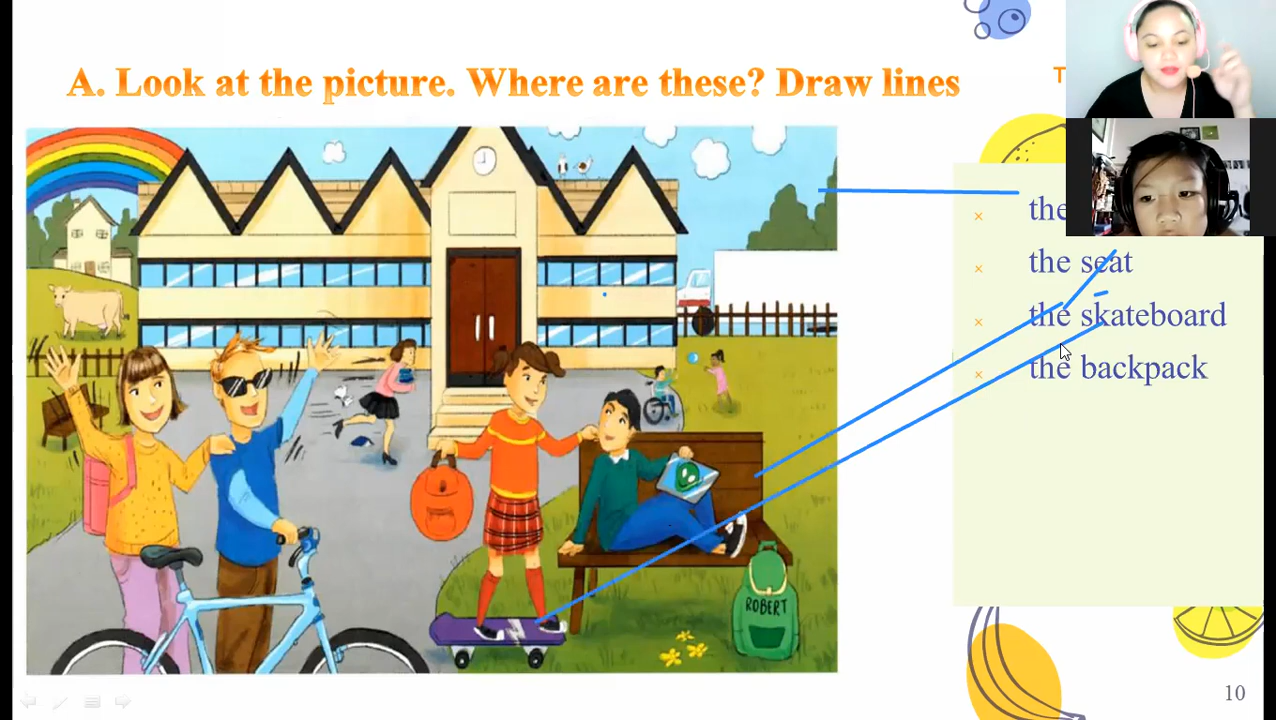 A. Look at the picture. Where are these? Draw lines
T
the
the seat
the skateboard
the backpack
ROBERT
10